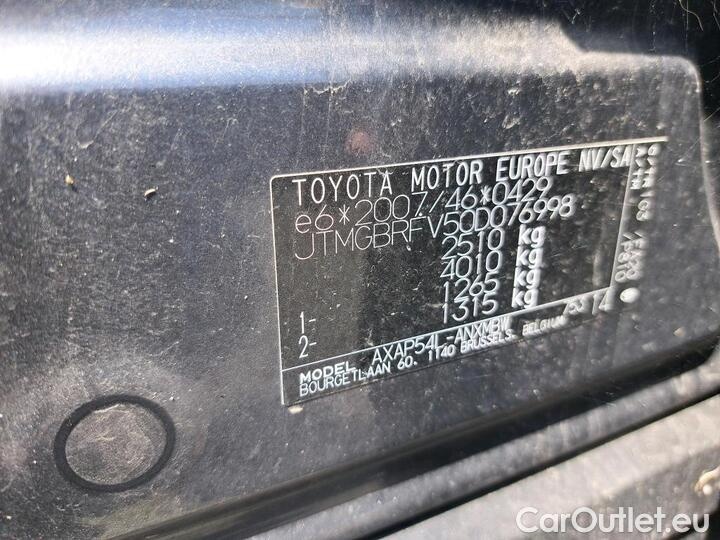 TOYOTA MOTOR EUROPE NV/SA
e6*2007/46*0429
JTMGBRFV50D076998
2510 kg
4010 kg
1- 1265 kg
2- 1315 kg
MODEL AXAP54L-ANXMBW
BOURGETLAAN 60, 1140 BRUSSELS, BELGIUM 75314
CarOutlet.eu